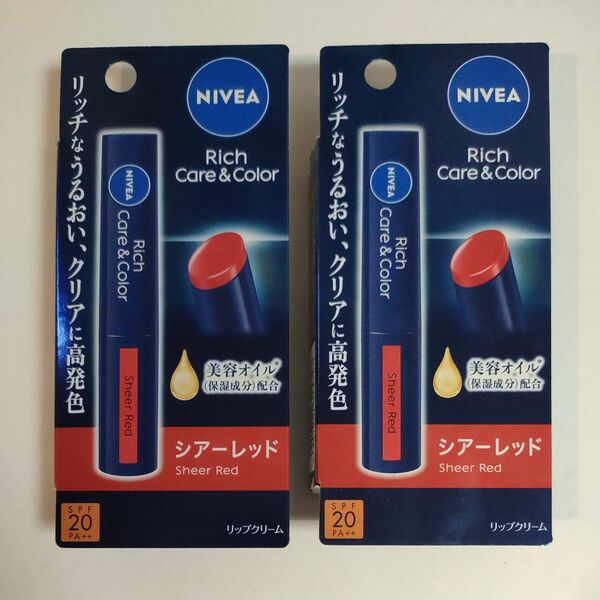 NIVEA
Rich
Care & Color
リッチなうるおい、クリアに高発色
NIVEA
Rich
Care & Color
Sheer Red
美容オイル*
(保湿成分)配合
シアーレッド
Sheer Red
SPF
20
PA++
リップクリーム
NIVEA
Rich
Care & Color
リッチなうるおい、クリアに高発色
NIVEA
Rich
Care & Color
Sheer Red
美容オイル*
(保湿成分)配合
シアーレッド
Sheer Red
SPF
20
PA++
リップクリーム